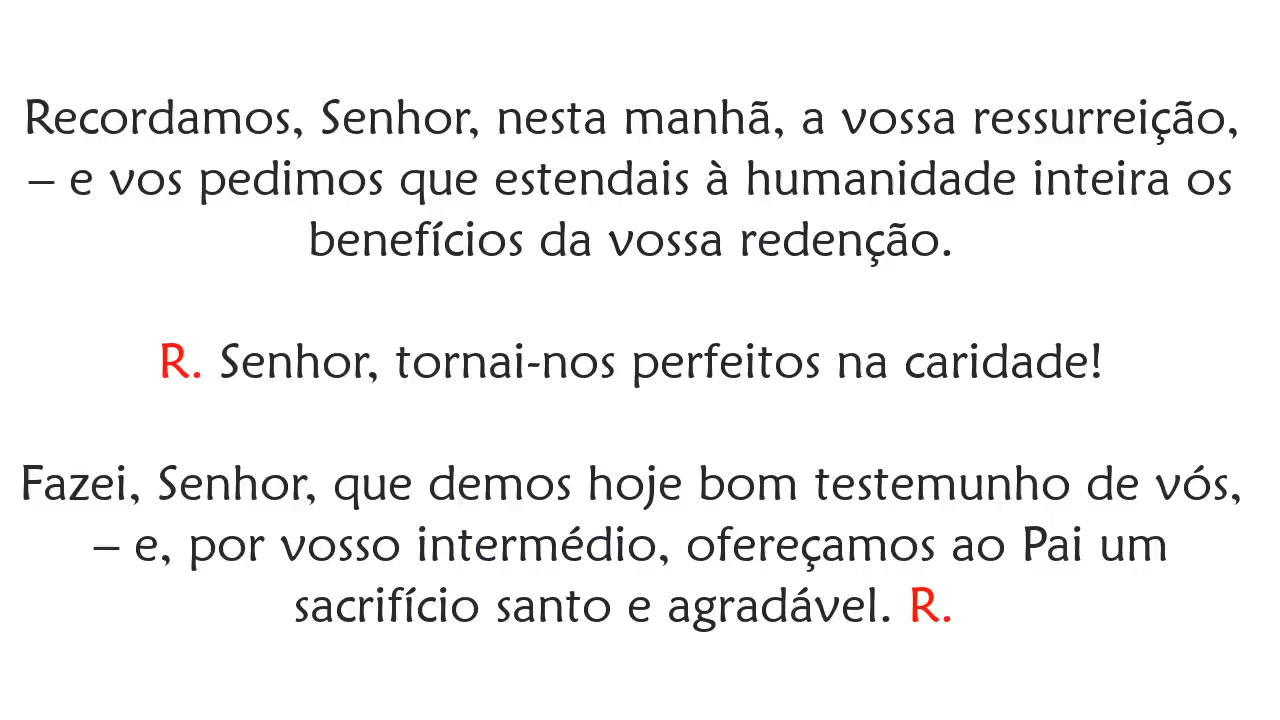 Recordamos, Senhor, nesta manhã, a vossa ressurreição,
– e vos pedimos que estendais à humanidade inteira os
benefícios da vossa redenção.
R. Senhor, tornai-nos perfeitos na caridade!
Fazei, Senhor, que demos hoje bom testemunho de vós,
– e, por vosso intermédio, ofereçamos ao Pai um
sacrifício santo e agradável. R.